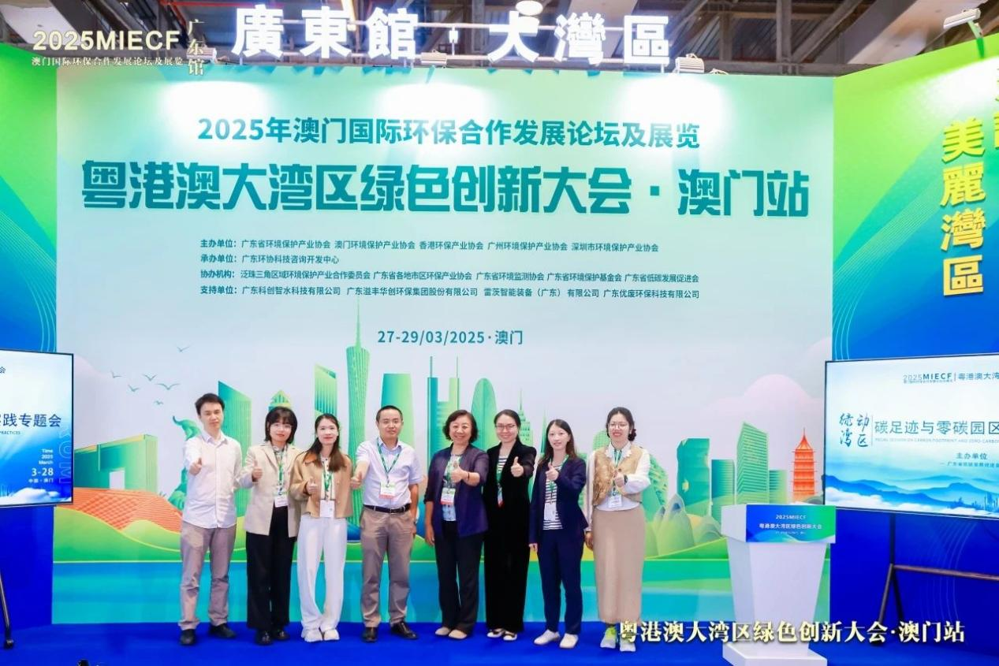 2025MIECF
澳门国际环保合作发展论坛及展览
广东馆
廣東館·大灣區
2025年澳门国际环保合作发展论坛及展览
粤港澳大湾区绿色创新大会·澳门站
主办单位：广东省环境保护产业协会 澳门环境保护产业协会 香港环保产业协会 广州环境保护产业协会 深圳市环境保护产业协会
承办单位：广东环协科技咨询开发中心
协办机构：泛珠三角区域环境保护产业合作委员会 广东省各地市区环保产业协会 广东省环境监测协会 广东省环境保护基金会 广东省低碳发展促进会
支持单位：广东科创智水科技有限公司 广东溢丰华创环保集团股份有限公司 雷茨智能装备（广东）有限公司 广东优废环保科技有限公司
27-29/03/2025·澳门
美麗灣區
会
践专题会
PRACTICES
Time
2025
March
3-28
中国·澳门
2025MIECF
粤港澳大湾
绿动湾区
碳足迹与零碳园区
主办单位
2025MIECF
粤港澳大湾区绿色创新大会
粤港澳大湾区绿色创新大会·澳门站